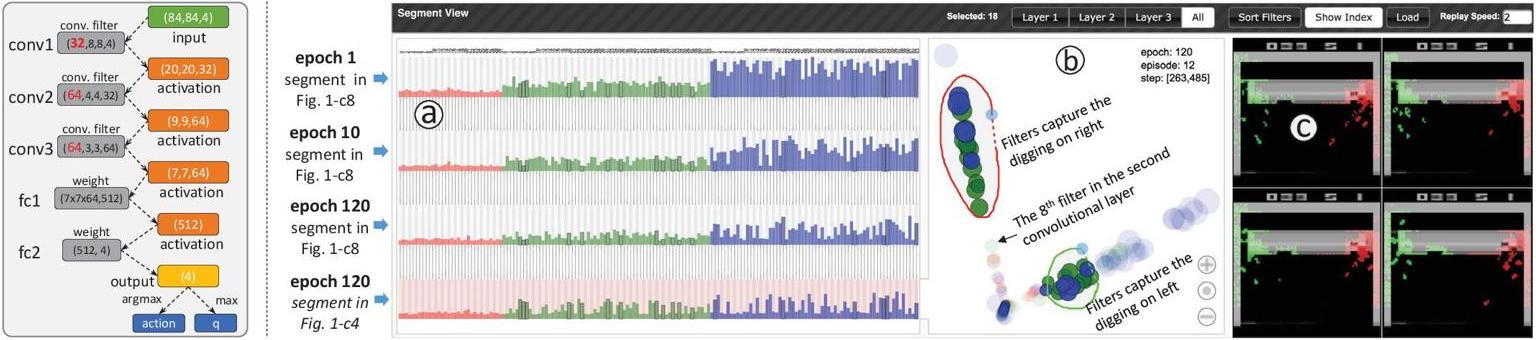 conv. filter
(84,84,4)
conv1
(32,8,8,4)
input
conv. filter
(20,20,32)
conv2
(64,4,4,32)
activation
conv. filter
(9,9,64)
conv3
(64,3,3,64)
activation
weight
(7,7,64)
fc1
(7x7x64,512)
activation
weight
(512)
fc2
(512, 4)
activation
output
(4)
argmax
max
action
q
epoch 1
segment in
Fig. 1-c8
epoch 10
segment in
Fig. 1-c8
epoch 120
segment in
Fig. 1-c8
epoch 120
segment in
Fig. 1-c4
Segment View
Selected: 18
Layer 1
Layer 2
Layer 3
All
Sort Filters
Show Index
Load
Replay Speed:
2
a
b
epoch: 120
episode: 12
step: [263,485]
Filters capture the
digging on right
The 8th filter in the second
convolutional layer
Filters capture the
digging on left
c